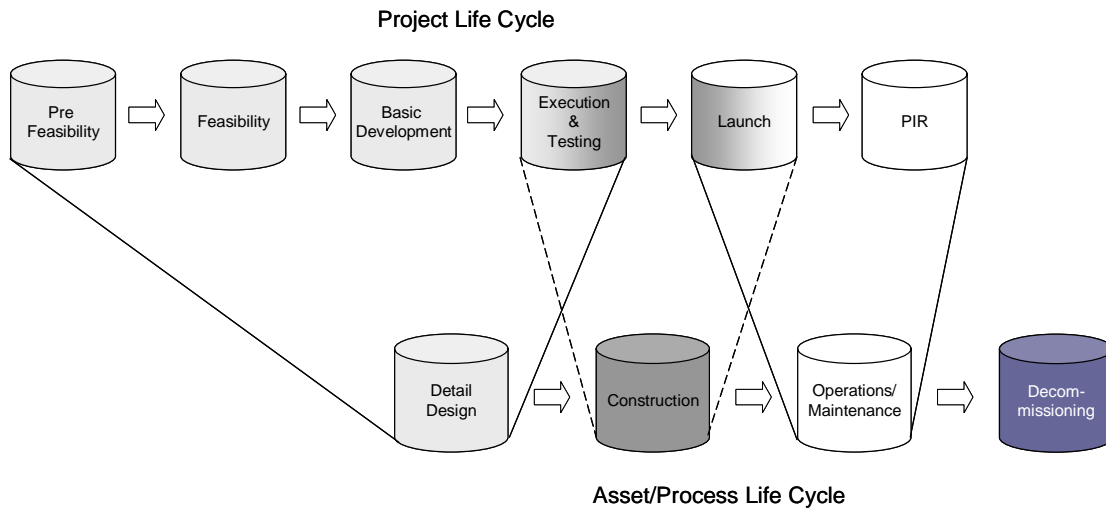 Project Life Cycle
Pre
Feasibility
Feasibility
Basic
Development
Execution
&
Testing
Launch
PIR
Detail
Design
Construction
Operations/
Maintenance
Decom-
missioning
Asset/Process Life Cycle